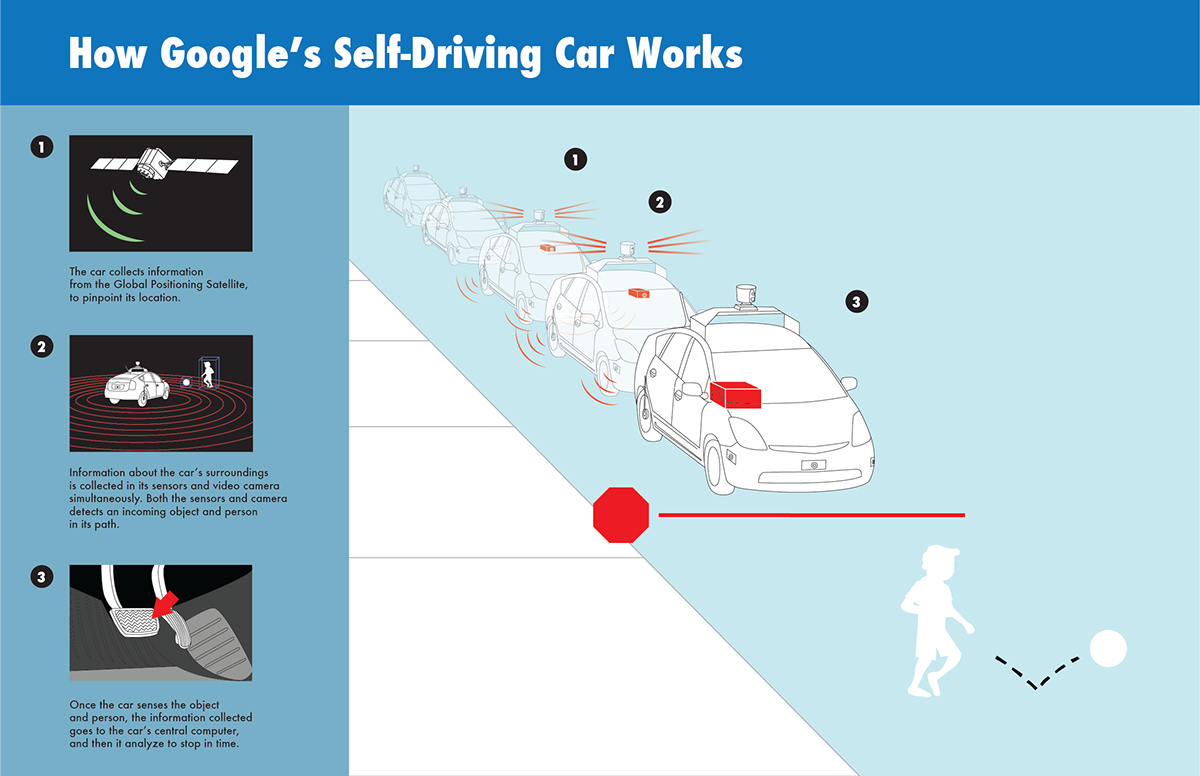 How Google's Self-Driving Car Works
1
The car collects information
from the Global Positioning Satellite,
to pinpoint its location.
2
Information about the car's surroundings
is collected in its sensors and video camera
simultaneously. Both the sensors and camera
detects an incoming object and person
in its path.
3
Once the car senses the object
and person, the information collected
goes to the car's central computer,
and then it analyze to stop in time.
1
2
3